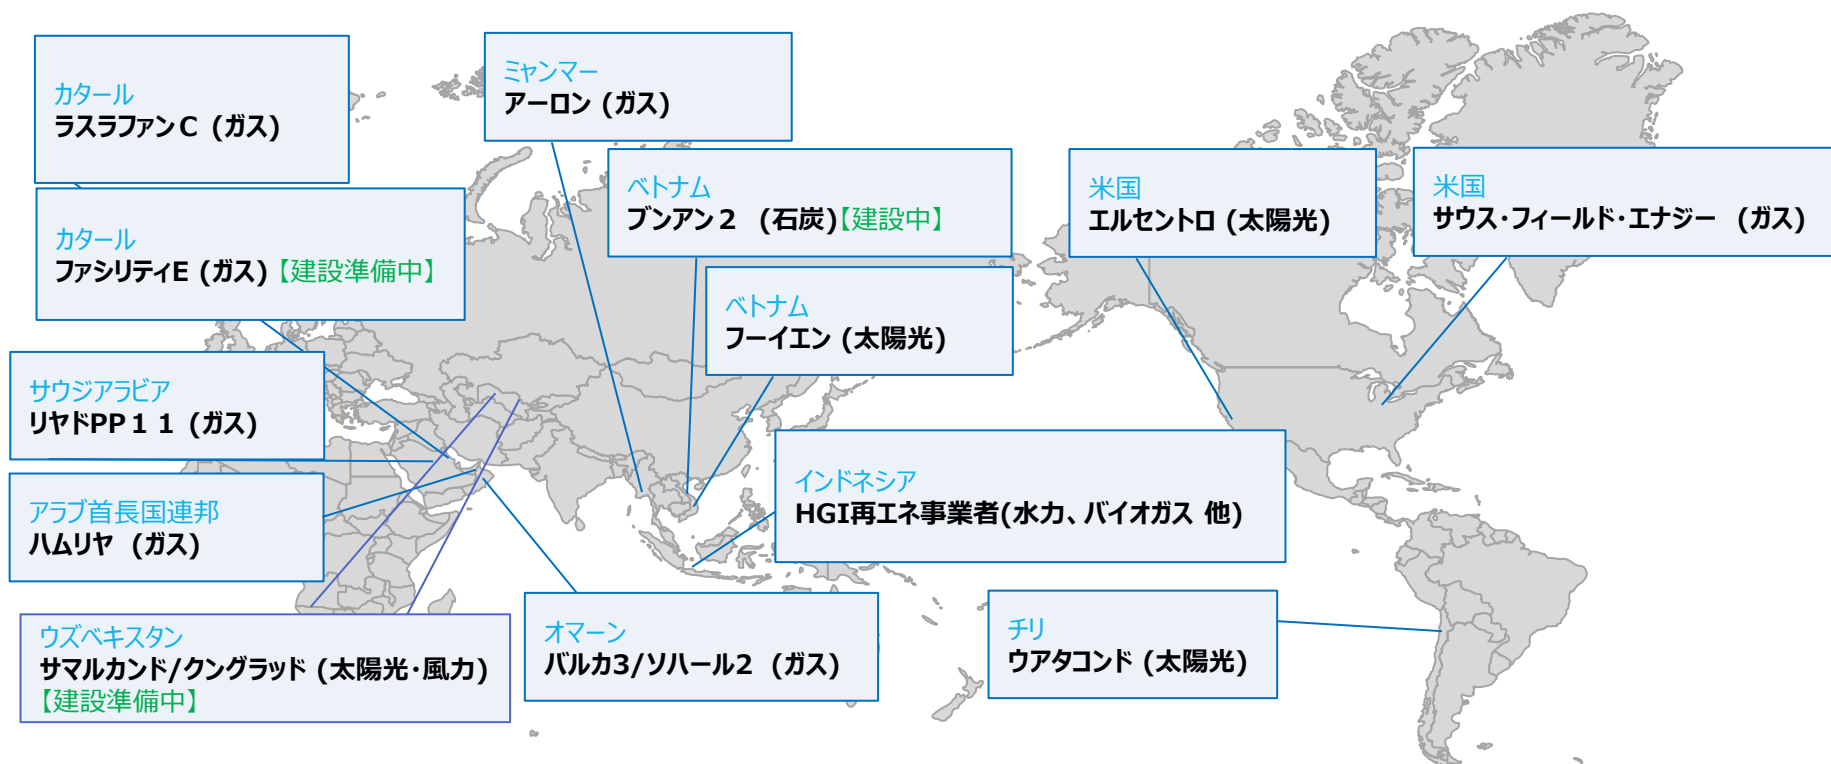 カタール
ラスラファンC (ガス)
ミャンマー
アーロン (ガス)
カタール
ファシリティE (ガス) 【建設準備中】
ベトナム
ブンアン２ (石炭)【建設中】
米国
エルセントロ (太陽光)
米国
サウス・フィールド・エナジー (ガス)
ベトナム
フーイエン (太陽光)
サウジアラビア
リヤドPP１１ (ガス)
アラブ首長国連邦
ハムリヤ (ガス)
インドネシア
HGI再エネ事業者(水力、バイオガス 他)
ウズベキスタン
サマルカンド/クングラッド (太陽光・風力)
【建設準備中】
オマーン
バルカ3/ソハール2 (ガス)
チリ
ウアタコンド (太陽光)